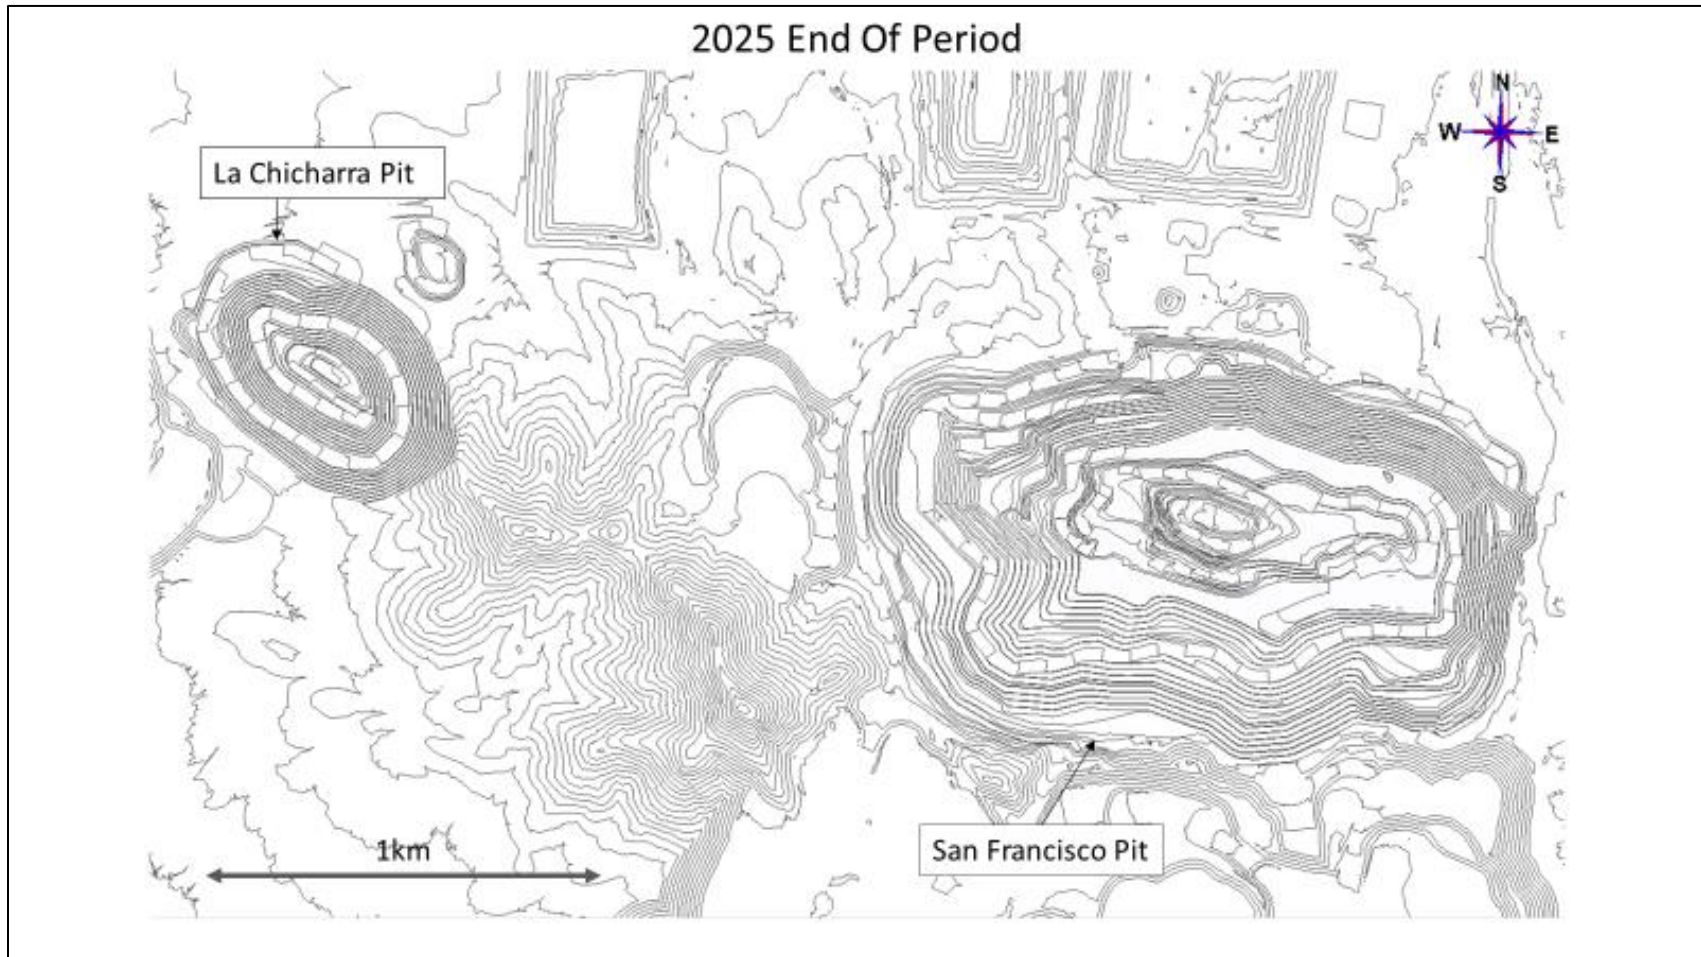 2025 End Of Period
N
W E
S
La Chicharra Pit
San Francisco Pit
1km